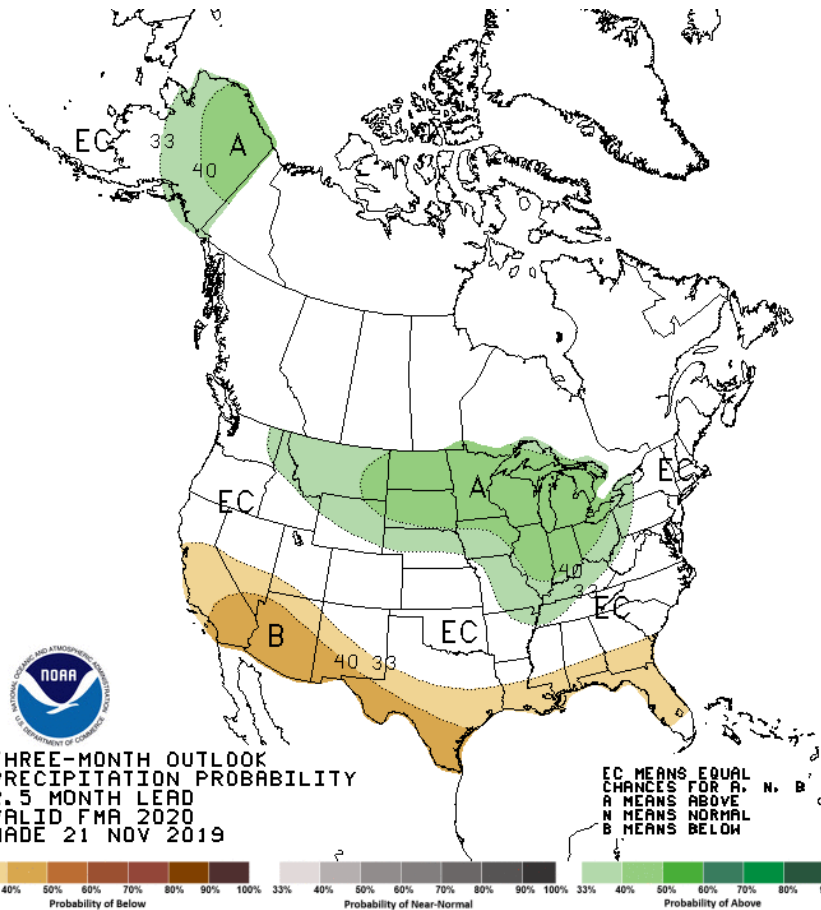 EC
33
A
40
EC
A
EC
40
33
EC
B
EC
40 33
NOAA
NATIONAL OCEANIC AND ATMOSPHERIC ADMINISTRATION
U.S. DEPARTMENT OF COMMERCE
THREE-MONTH OUTLOOK
PRECIPITATION PROBABILITY
.5 MONTH LEAD
VALID FMA 2020
MADE 21 NOV 2019
EC MEANS EQUAL
CHANCES FOR A, N, B
A MEANS ABOVE
N MEANS NORMAL
B MEANS BELOW
40% 50% 60% 70% 80% 90% 100%
Probability of Below
33% 40% 50% 60% 70% 80% 90% 100%
Probability of Near-Normal
33% 40% 50% 60% 70% 80% 90%
Probability of Above